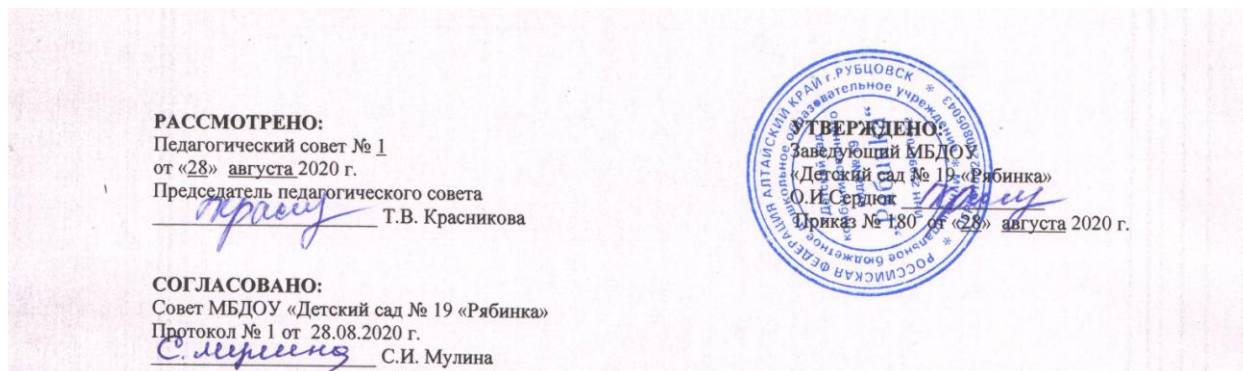 РАССМОТРЕНО:
Педагогический совет № 1
от «28» августа 2020 г.
Председатель педагогического совета
Т.В. Красникова
СОГЛАСОВАНО:
Совет МБДОУ «Детский сад № 19 «Рябинка»
Протокол № 1 от 28.08.2020 г.
С.И. Мулина
УТВЕРЖДЕНО:
Заведующий МБДОУ
«Детский сад № 19 «Рябинка»
О.И.Сердюк
Приказ № 180 от «28» августа 2020 г.
РОССИЙСКАЯ ФЕДЕРАЦИЯ АЛТАЙСКИЙ КРАЙ г.РУБЦОВСК